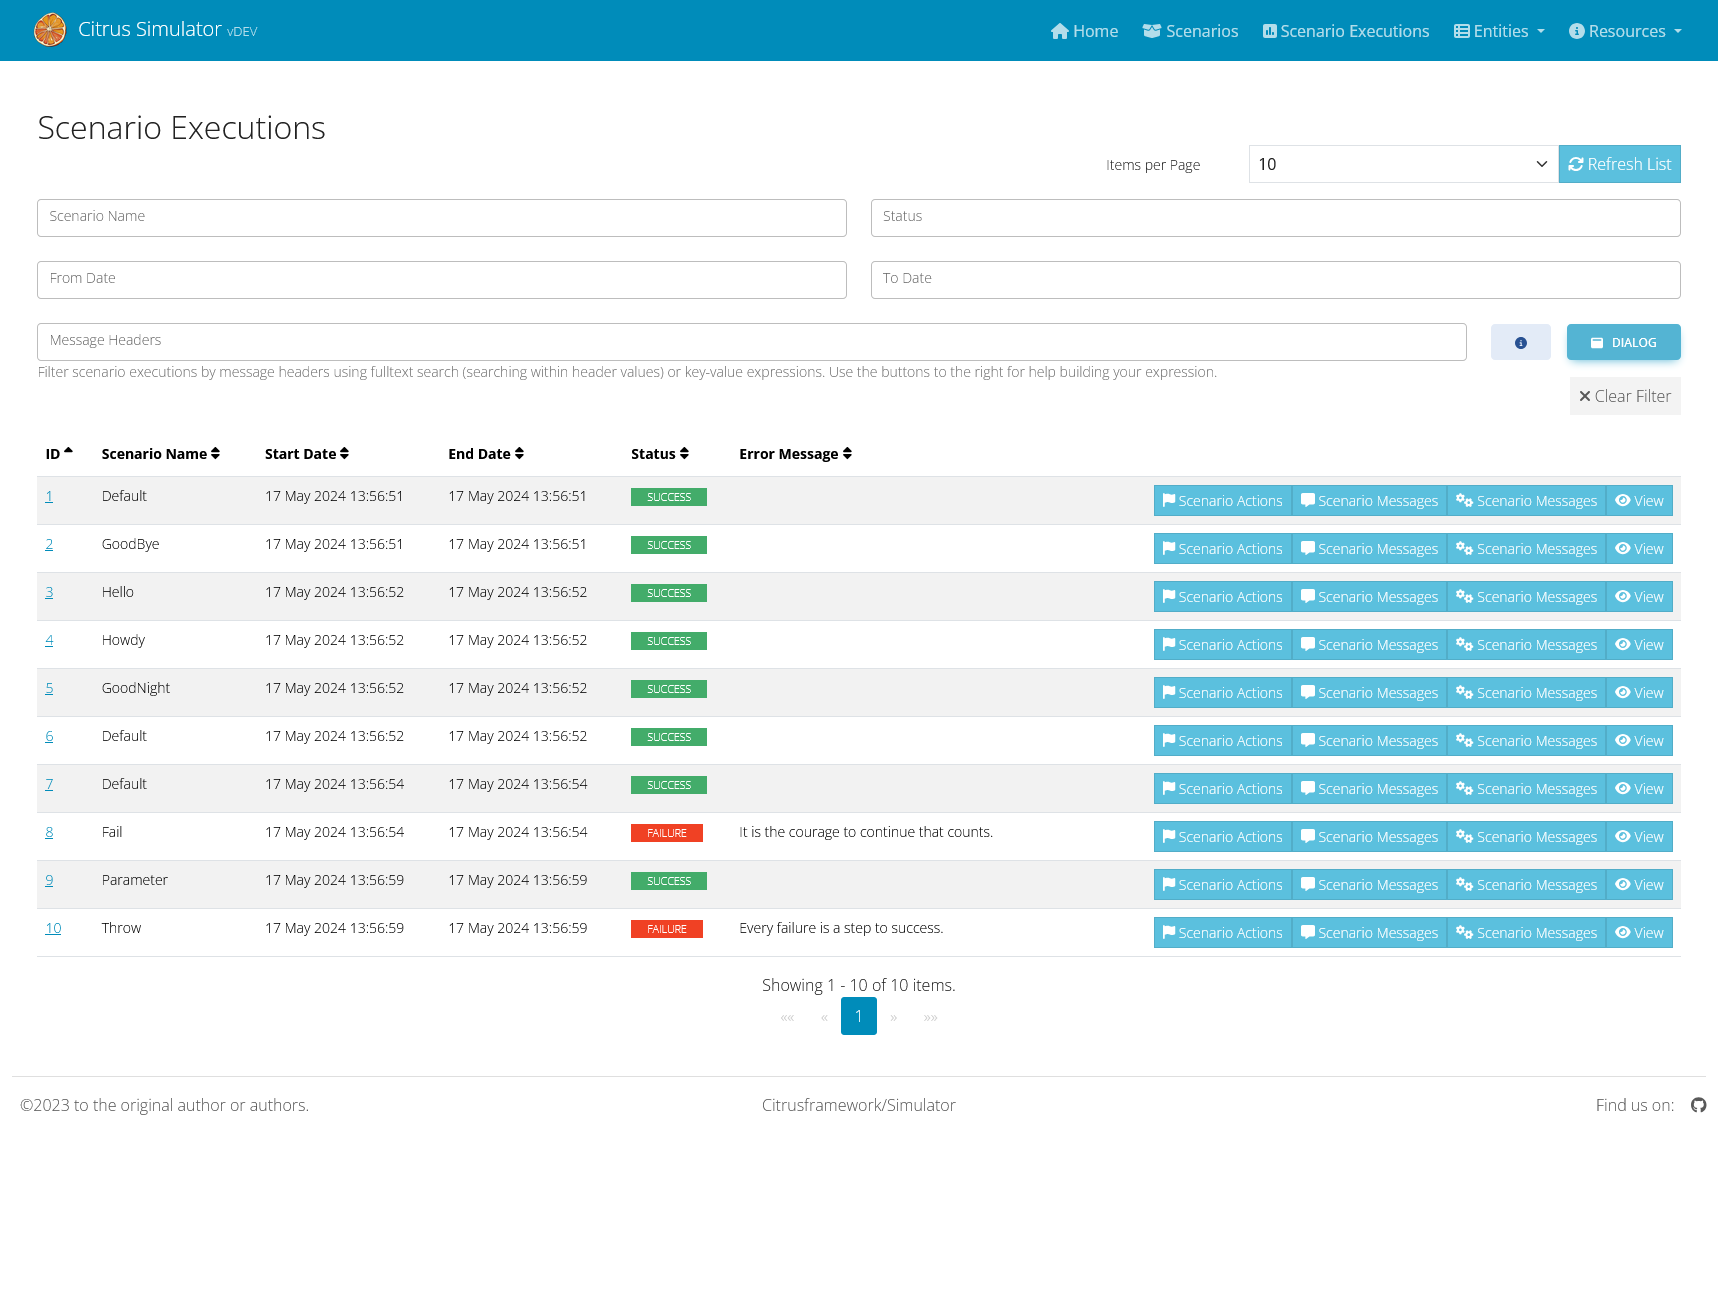 Citrus Simulator vDEV
Home Scenarios Scenario Executions Entities Resources
Scenario Executions
Items per Page 10 Refresh List
Scenario Name Status
From Date To Date
Message Headers DIALOG
Filter scenario executions by message headers using fulltext search (searching within header values) or key-value expressions. Use the buttons to the right for help building your expression.
Clear Filter
ID Scenario Name Start Date End Date Status Error Message
1 Default 17 May 2024 13:56:51 17 May 2024 13:56:51 SUCCESS Scenario Actions Scenario Messages Scenario Messages View
2 GoodBye 17 May 2024 13:56:51 17 May 2024 13:56:51 SUCCESS Scenario Actions Scenario Messages Scenario Messages View
3 Hello 17 May 2024 13:56:52 17 May 2024 13:56:52 SUCCESS Scenario Actions Scenario Messages Scenario Messages View
4 Howdy 17 May 2024 13:56:52 17 May 2024 13:56:52 SUCCESS Scenario Actions Scenario Messages Scenario Messages View
5 GoodNight 17 May 2024 13:56:52 17 May 2024 13:56:52 SUCCESS Scenario Actions Scenario Messages Scenario Messages View
6 Default 17 May 2024 13:56:52 17 May 2024 13:56:52 SUCCESS Scenario Actions Scenario Messages Scenario Messages View
7 Default 17 May 2024 13:56:54 17 May 2024 13:56:54 SUCCESS Scenario Actions Scenario Messages Scenario Messages View
8 Fail 17 May 2024 13:56:54 17 May 2024 13:56:54 FAILURE It is the courage to continue that counts. Scenario Actions Scenario Messages Scenario Messages View
9 Parameter 17 May 2024 13:56:59 17 May 2024 13:56:59 SUCCESS Scenario Actions Scenario Messages Scenario Messages View
10 Throw 17 May 2024 13:56:59 17 May 2024 13:56:59 FAILURE Every failure is a step to success. Scenario Actions Scenario Messages Scenario Messages View
Showing 1 - 10 of 10 items.
«« « 1 » »»
©2023 to the original author or authors. Citrusframework/Simulator Find us on: